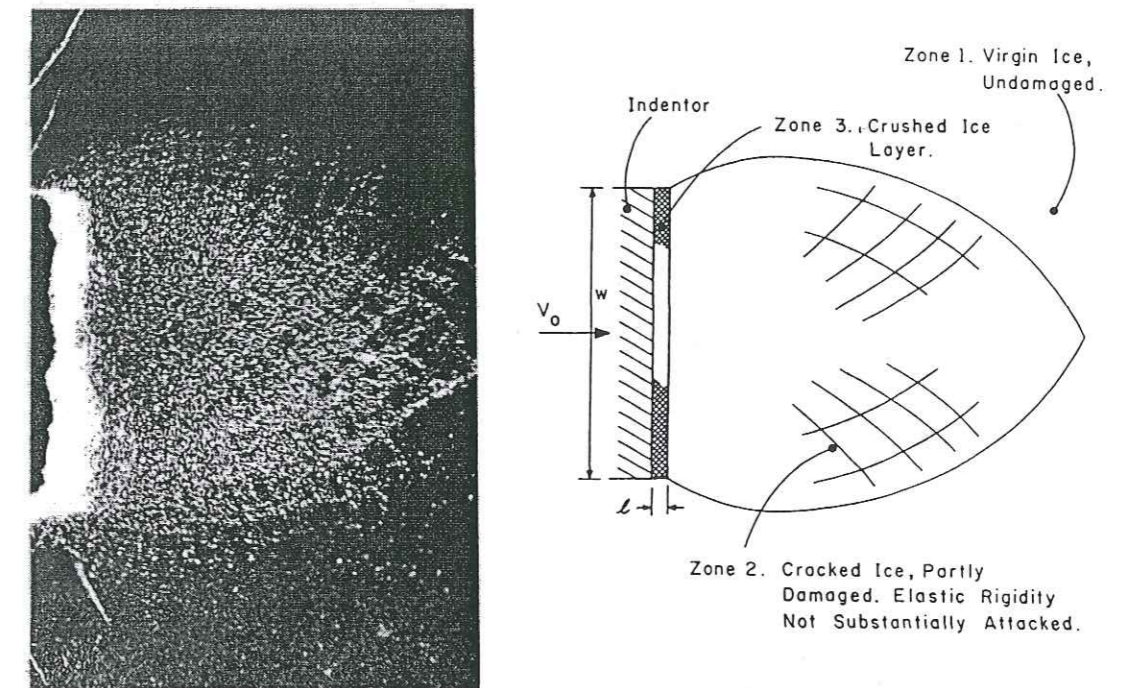 Zone 1. Virgin Ice,
Undamaged.
Indentor
Zone 3. Crushed Ice
Layer.
w
Vo
ℓ
Zone 2. Cracked Ice, Partly
Damaged. Elastic Rigidity
Not Substantially Attacked.